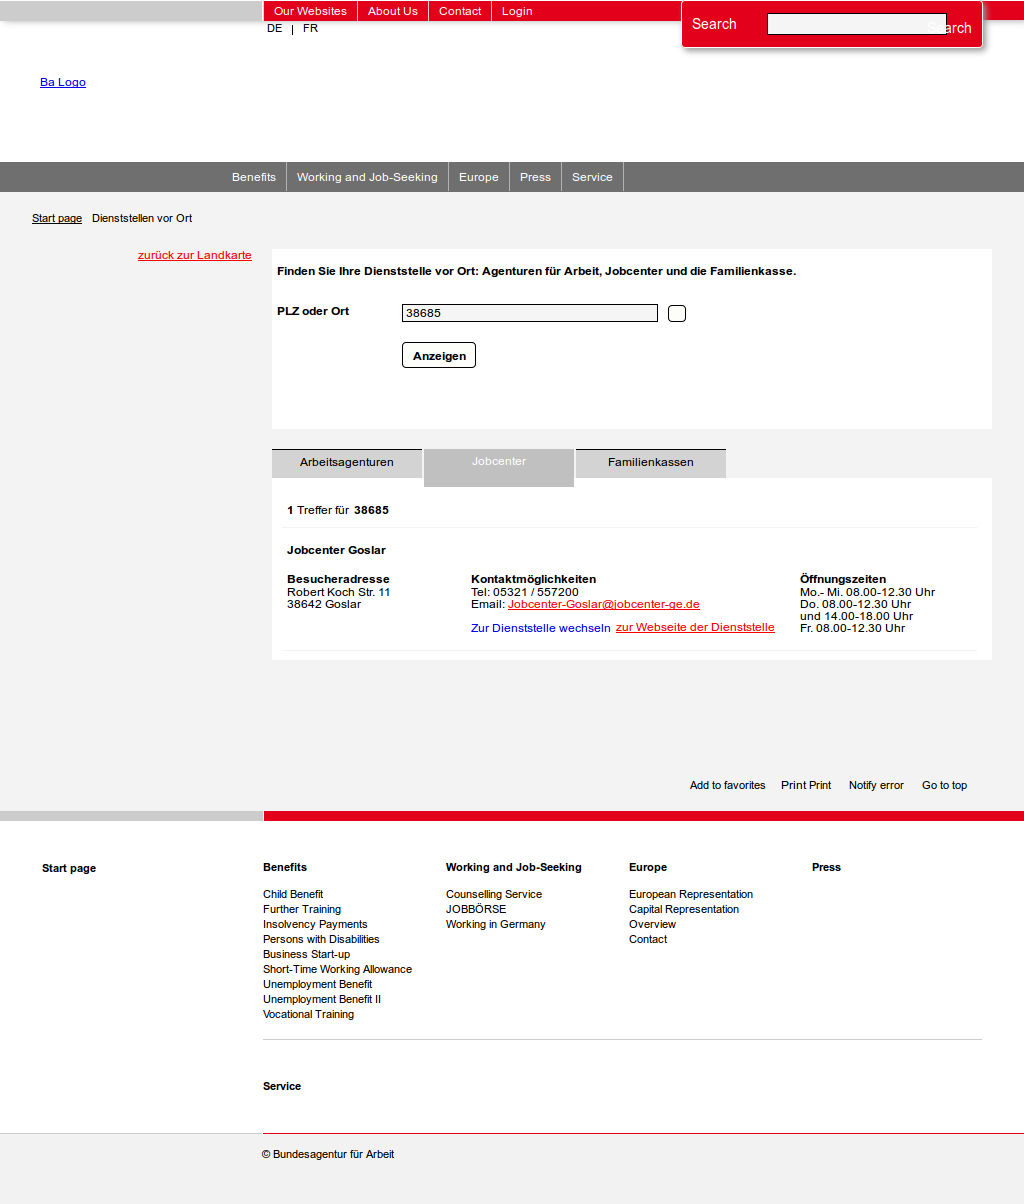 Our Websites About Us Contact Login
Search Search
DE | FR
Ba Logo
Benefits Working and Job-Seeking Europe Press Service
Start page Dienststellen vor Ort
zurück zur Landkarte
Finden Sie Ihre Dienststelle vor Ort: Agenturen für Arbeit, Jobcenter und die Familienkasse.
PLZ oder Ort 38685
Anzeigen
Arbeitsagenturen Jobcenter Familienkassen
1 Treffer für 38685
Jobcenter Goslar
Besucheradresse
Robert Koch Str. 11
38642 Goslar
Kontaktmöglichkeiten
Tel: 05321 / 557200
Email: Jobcenter-Goslar@jobcenter-ge.de
Zur Dienststelle wechseln zur Webseite der Dienststelle
Öffnungszeiten
Mo.- Mi. 08.00-12.30 Uhr
Do. 08.00-12.30 Uhr
und 14.00-18.00 Uhr
Fr. 08.00-12.30 Uhr
Add to favorites Print Print Notify error Go to top
Start page
Benefits
Child Benefit
Further Training
Insolvency Payments
Persons with Disabilities
Business Start-up
Short-Time Working Allowance
Unemployment Benefit
Unemployment Benefit II
Vocational Training
Working and Job-Seeking
Counselling Service
JOBBÖRSE
Working in Germany
Europe
European Representation
Capital Representation
Overview
Contact
Press
Service
© Bundesagentur für Arbeit